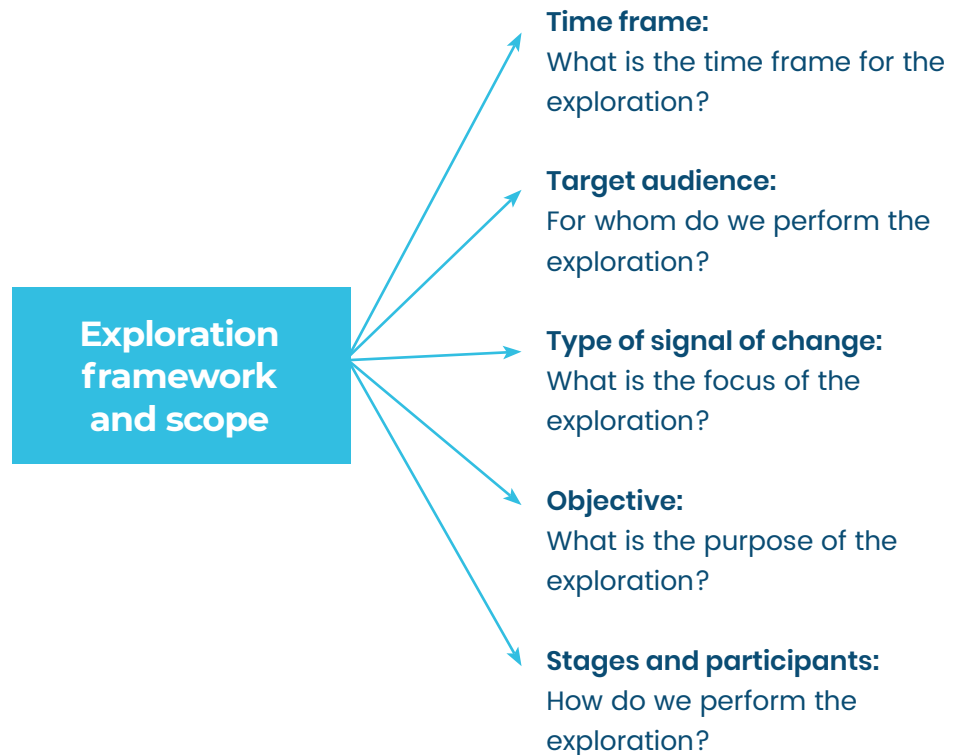 Exploration
framework
and scope
Time frame:
What is the time frame for the
exploration?
Target audience:
For whom do we perform the
exploration?
Type of signal of change:
What is the focus of the
exploration?
Objective:
What is the purpose of the
exploration?
Stages and participants:
How do we perform the
exploration?